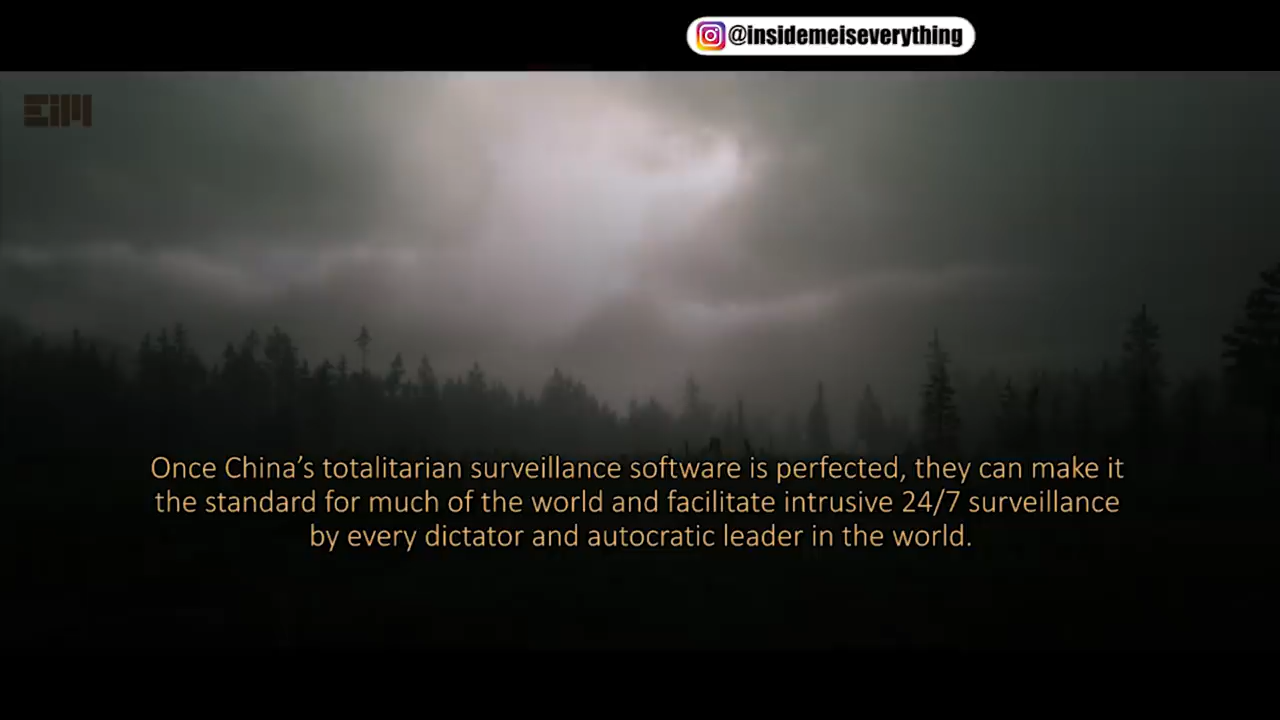 @insidemeiseverything
EiM
Once China’s totalitarian surveillance software is perfected, they can make it
the standard for much of the world and facilitate intrusive 24/7 surveillance
by every dictator and autocratic leader in the world.